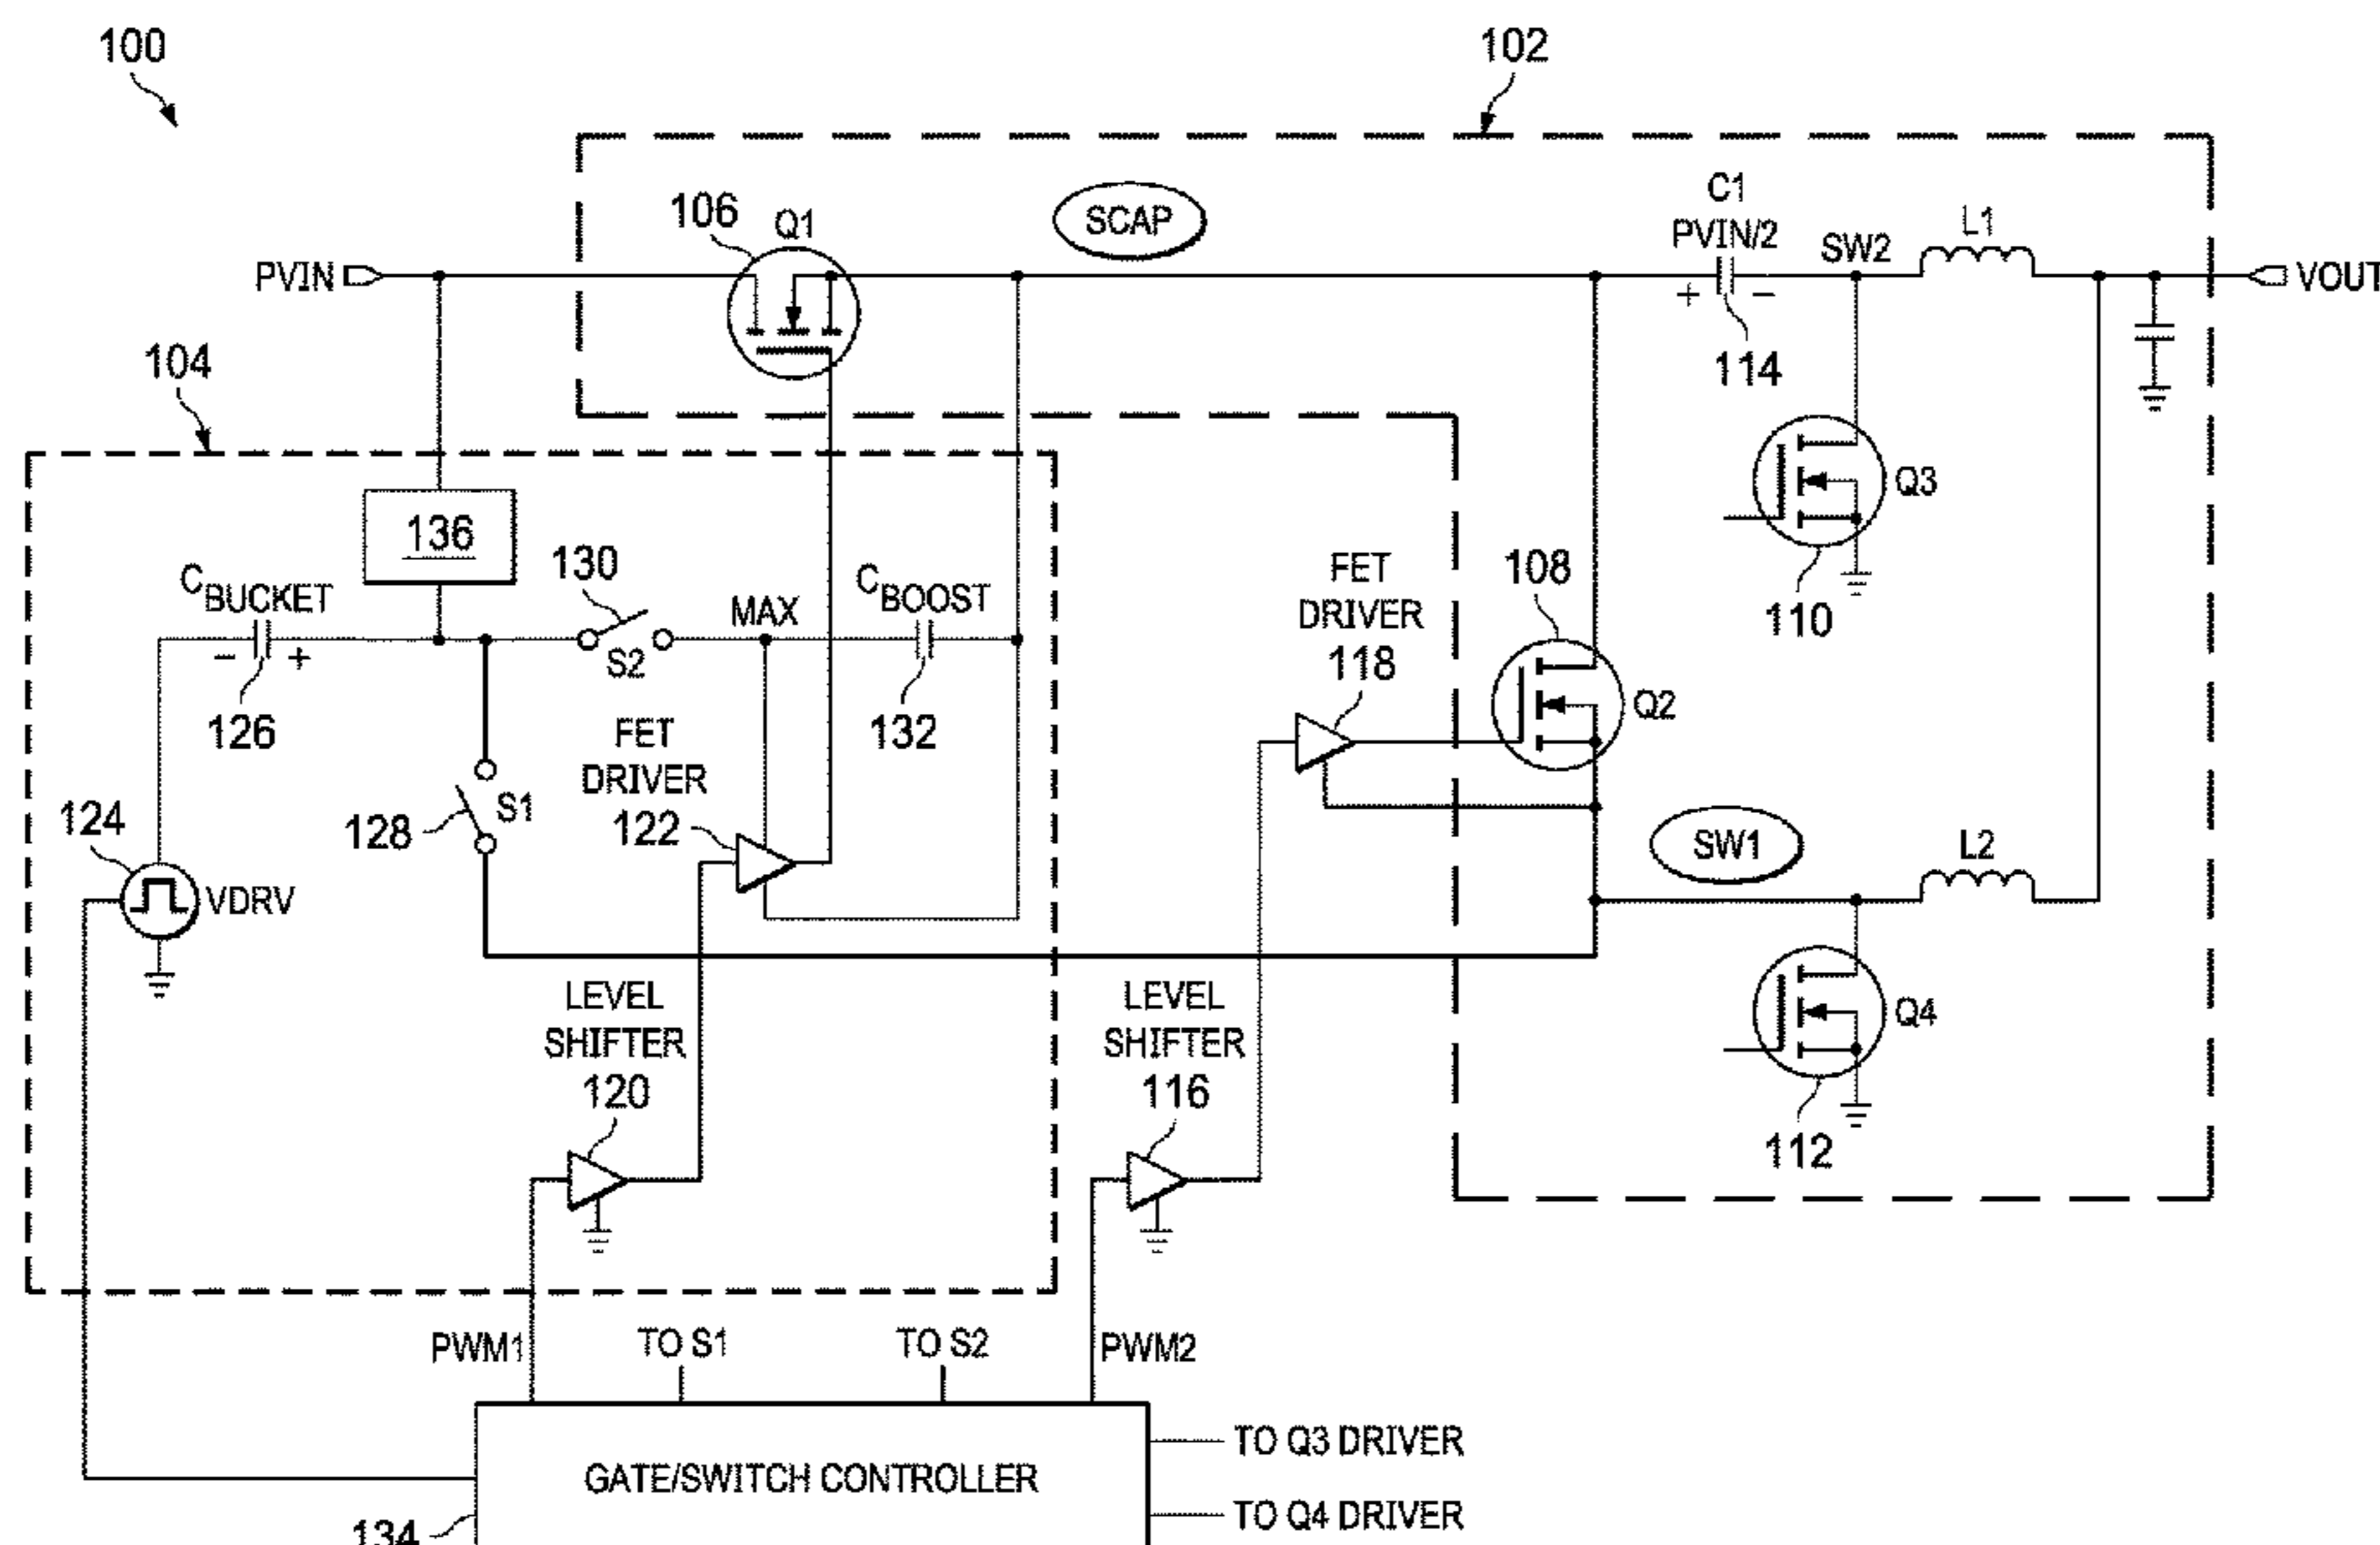 100
102
106
Q1
SCAP
C1
PVIN/2
SW2
L1
PVIN
VOUT
+
-
114
104
Q3
110
136
130
C BUCKET
S2
MAX
C BOOST
- +
126
132
FET
DRIVER
118
108
Q2
FET
DRIVER
122
124
VDRV
128
S1
SW1
L2
LEVEL
SHIFTER
120
LEVEL
SHIFTER
116
Q4
112
PWM1
TO S1
TO S2
PWM2
GATE/SWITCH CONTROLLER
TO Q3 DRIVER
TO Q4 DRIVER
134